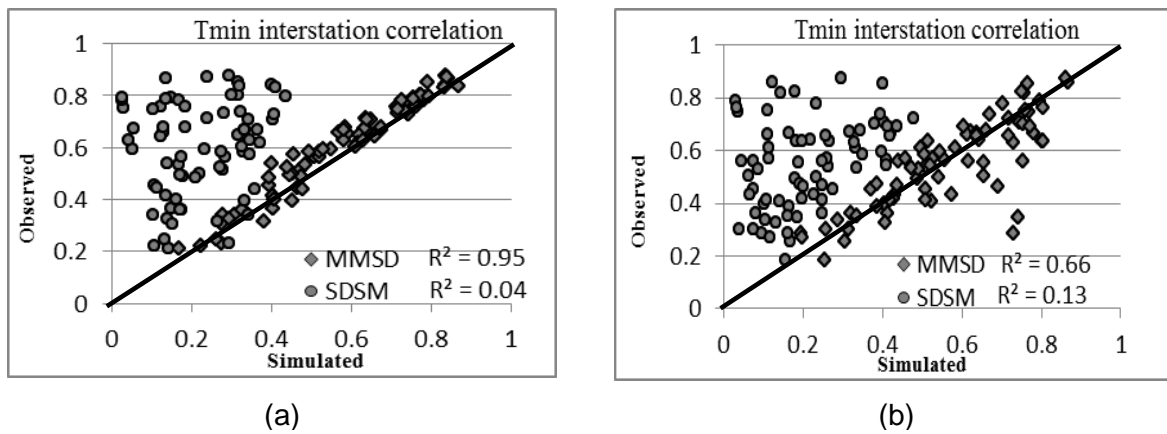 Tmin interstation correlation
1
0.8
0.6
0.4
0.2
0
Observed
MMSD R² = 0.95
SDSM R² = 0.04
0 0.2 0.4 0.6 0.8 1
Simulated
(a)
Tmin interstation correlation
1
0.8
0.6
0.4
0.2
0
Observed
MMSD R² = 0.66
SDSM R² = 0.13
0 0.2 0.4 0.6 0.8 1
Simulated
(b)